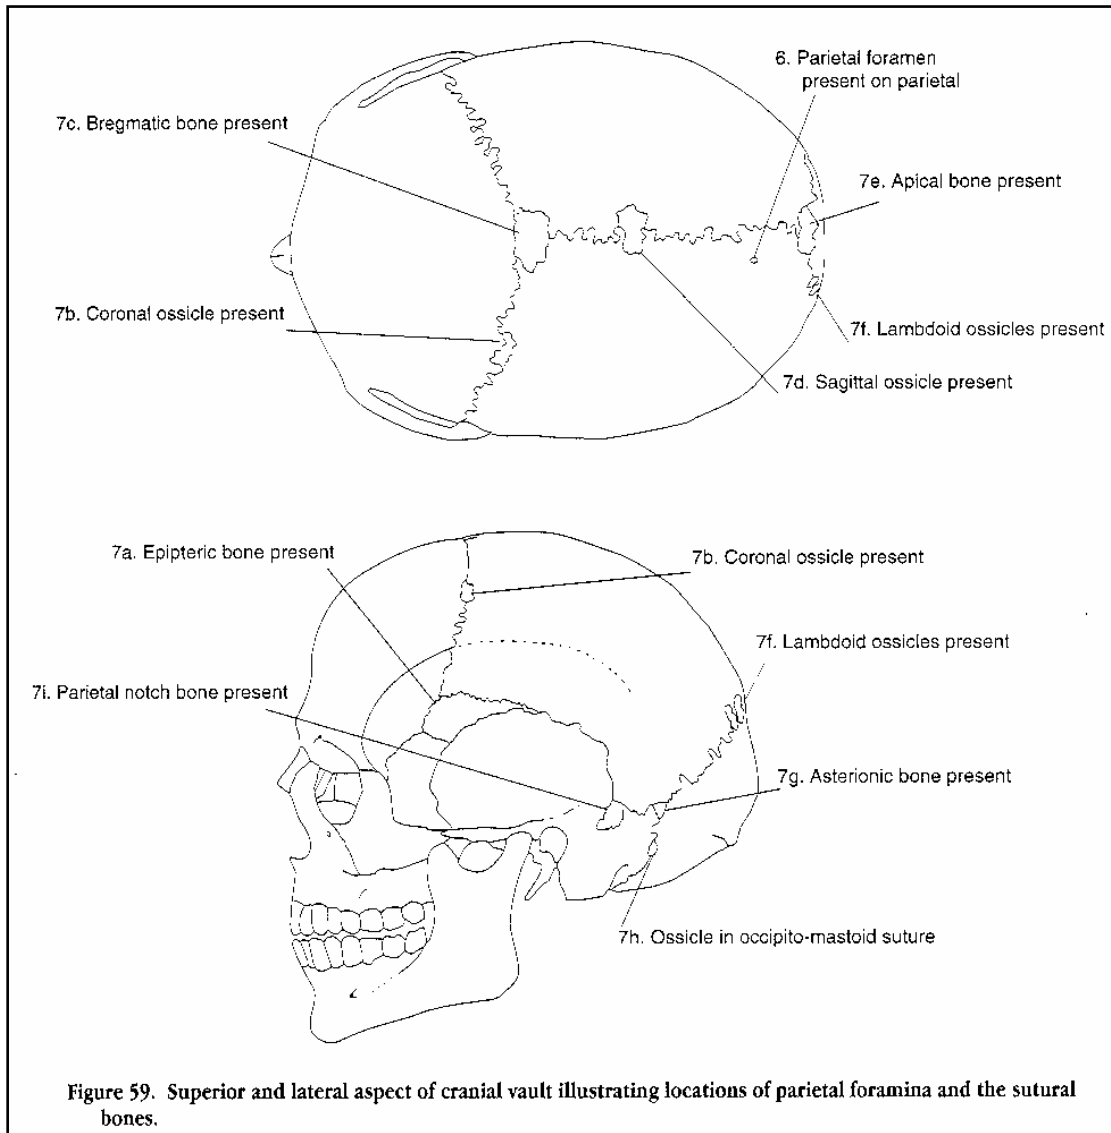 6. Parietal foramen
present on parietal
7c. Bregmatic bone present
7e. Apical bone present
7b. Coronal ossicle present
7f. Lambdoid ossicles present
7d. Sagittal ossicle present
7a. Epipteric bone present
7b. Coronal ossicle present
7f. Lambdoid ossicles present
7i. Parietal notch bone present
7g. Asterionic bone present
7h. Ossicle in occipito-mastoid suture
Figure 59. Superior and lateral aspect of cranial vault illustrating locations of parietal foramina and the sutural
bones.